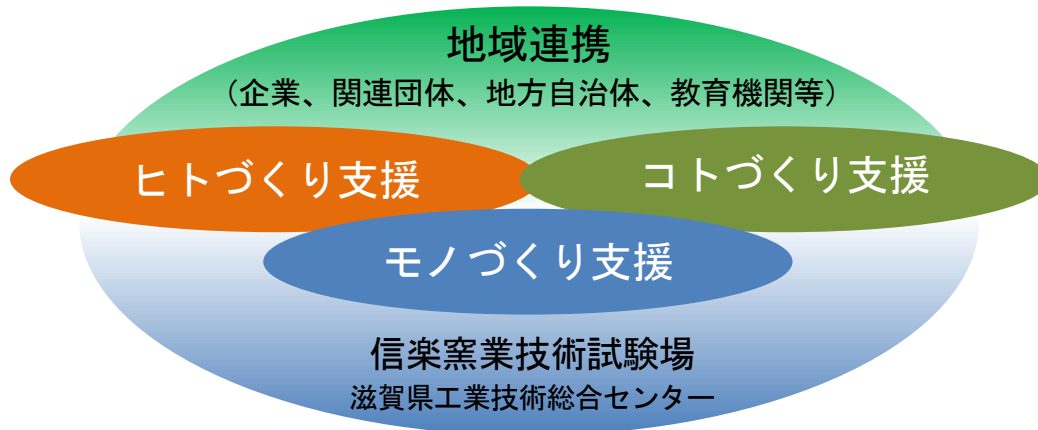 地域連携
（企業、関連団体、地方自治体、教育機関等）
ヒトづくり支援
コトづくり支援
モノづくり支援
信楽窯業技術試験場
滋賀県工業技術総合センター